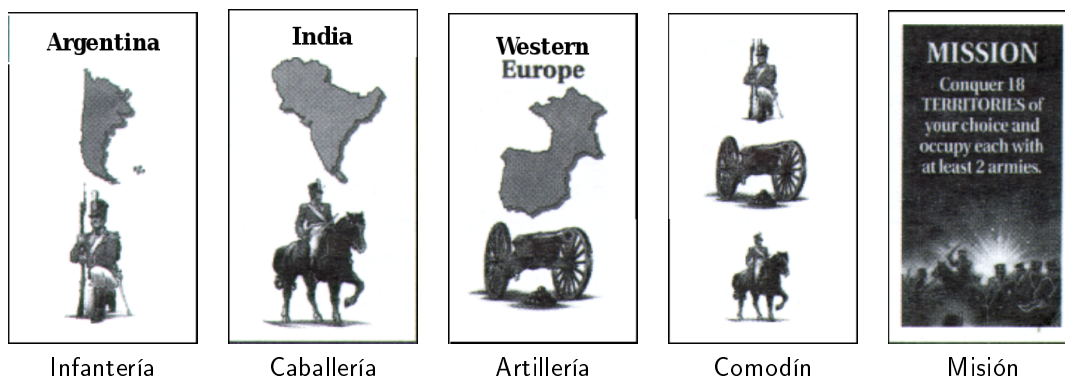 Argentina
India
Western
Europe
MISSION
Conquer 18
TERRITORIES of
your choice and
occupy each with
at least 2 armies.
Infantería
Caballería
Artillería
Comodín
Misión